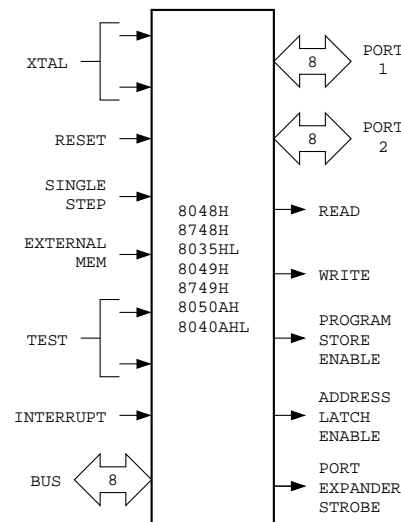 XTAL
RESET
SINGLE
STEP
EXTERNAL
MEM
TEST
INTERRUPT
BUS
8
8048H
8748H
8035HL
8049H
8749H
8050AH
8040AHL
8
PORT
1
8
PORT
2
READ
WRITE
PROGRAM
STORE
ENABLE
ADDRESS
LATCH
ENABLE
PORT
EXPANDER
STROBE